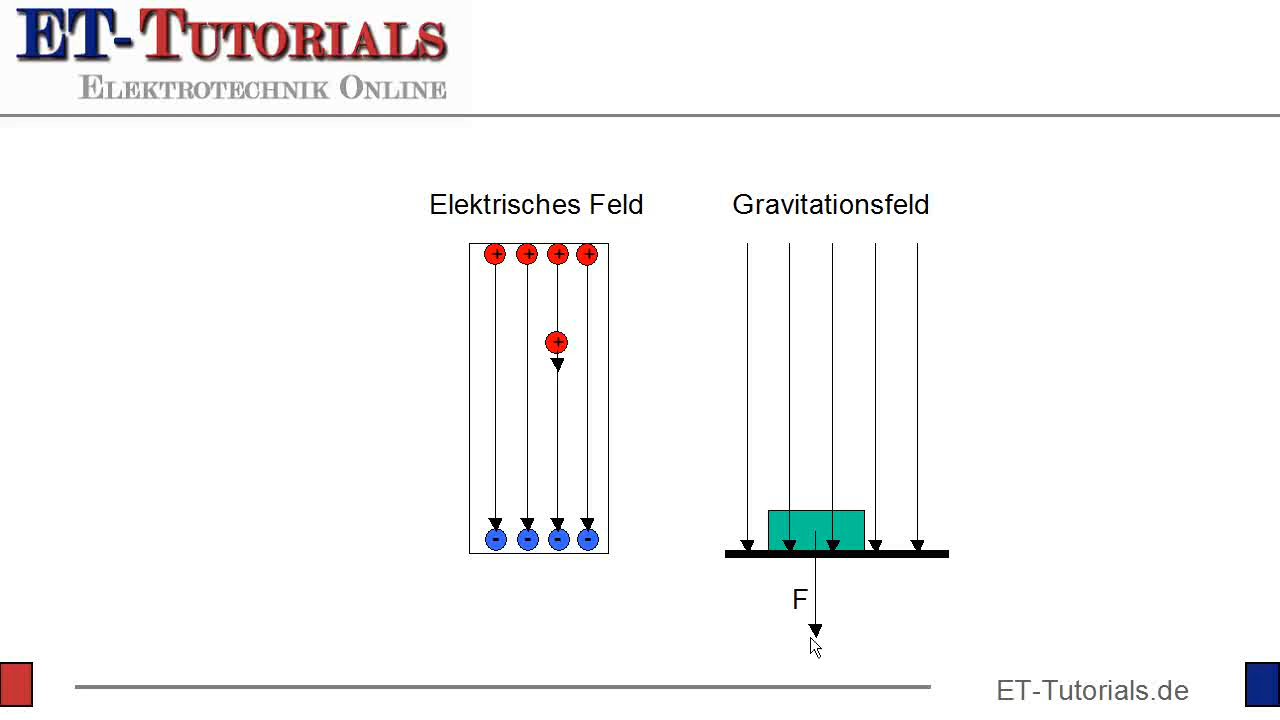 ET-TUTORIALS
ELEKTROTECHNIK ONLINE
Elektrisches Feld
Gravitationsfeld
+ + + +
+
- - - -
F
ET-Tutorials.de